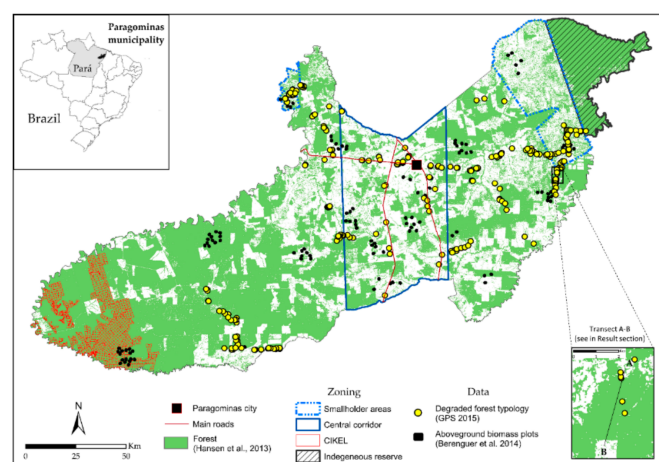 Paragominas
municipality
Pará
Brazil
Transect A-B
(see in Result section)
A
B
N
0
25
50
Km
Paragominas city
Main roads
Forest
(Hansen et al., 2013)
Zoning
Smallholder areas
Central corridor
CIKEL
Indegeneous reserve
Data
Degraded forest typology
(GPS 2015)
Aboveground biomass plots
(Berenguer et al. 2014)